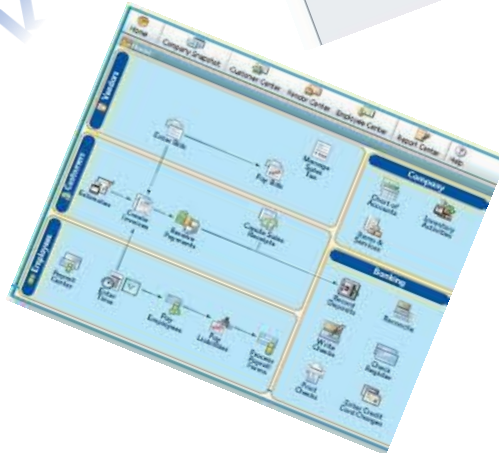 Home
Company Snapshot
Customer Center
Vendor Center
Employee Center
Report Center
Help
Home
Vendors
Enter Bills
Pay Bills
Manage
Sales
Tax
Customers
Estimates
Create
Invoices
Receive
Payments
Create Sales
Receipts
Employees
Payroll
Center
Enter
Time
Pay
Employees
Pay
Liabilities
Process
Payroll
Forms
Company
Chart of
Accounts
Inventory
Activities
Items &
Services
Banking
Record
Deposits
Reconcile
Write
Checks
Check
Register
Print
Checks
Enter Credit
Card Charges